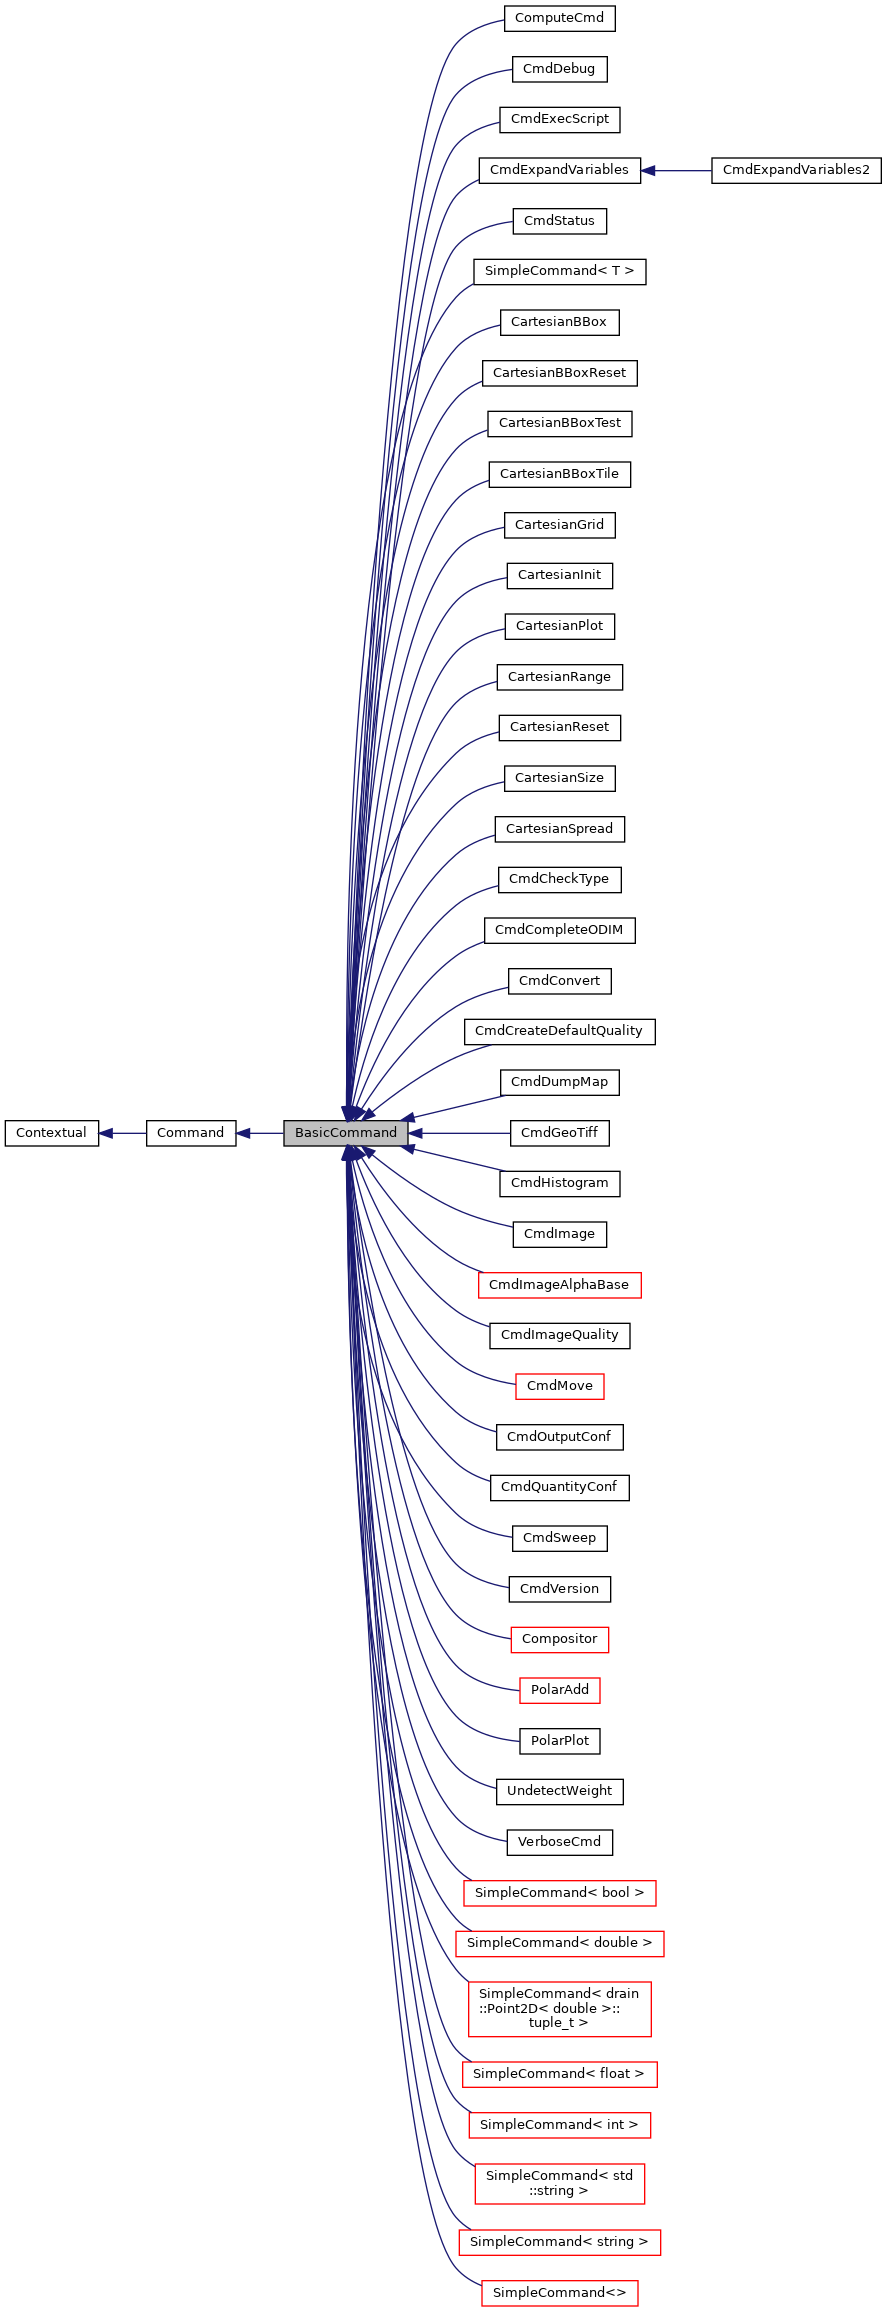 ComputeCmd
CmdDebug
CmdExecScript
CmdExpandVariables
CmdExpandVariables2
CmdStatus
SimpleCommand< T >
CartesianBBox
CartesianBBoxReset
CartesianBBoxTest
CartesianBBoxTile
CartesianGrid
CartesianInit
CartesianPlot
CartesianRange
CartesianReset
CartesianSize
CartesianSpread
CmdCheckType
CmdCompleteODIM
CmdConvert
CmdCreateDefaultQuality
CmdDumpMap
Contextual
Command
BasicCommand
CmdGeoTiff
CmdHistogram
CmdImage
CmdImageAlphaBase
CmdImageQuality
CmdMove
CmdOutputConf
CmdQuantityConf
CmdSweep
CmdVersion
Compositor
PolarAdd
PolarPlot
UndetectWeight
VerboseCmd
SimpleCommand< bool >
SimpleCommand< double >
SimpleCommand< drain
::Point2D< double >::
tuple_t >
SimpleCommand< float >
SimpleCommand< int >
SimpleCommand< std
::string >
SimpleCommand< string >
SimpleCommand<>